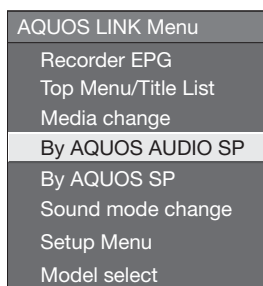 AQUOS LINK Menu
Recorder EPG
Top Menu/Title List
Media change
By AQUOS AUDIO SP
By AQUOS SP
Sound mode change
Setup Menu
Model select